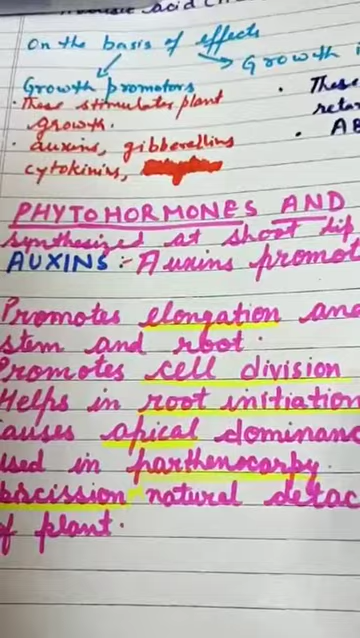 acid
On the basis of effects
Growth promotors
Growth
• These stimulates plant
growth.
• auxins, gibberellins
cytokinins,
• These
• AB
PHYTOHORMONES AND
synthesized at shoot tip
AUXINS :- Auxins promot
Promotes elongation and
stem and root.
Promotes cell division
Helps in root initiation
auses apical dominanc
used in parthenocarpy.
bscission natural detac
of plant.